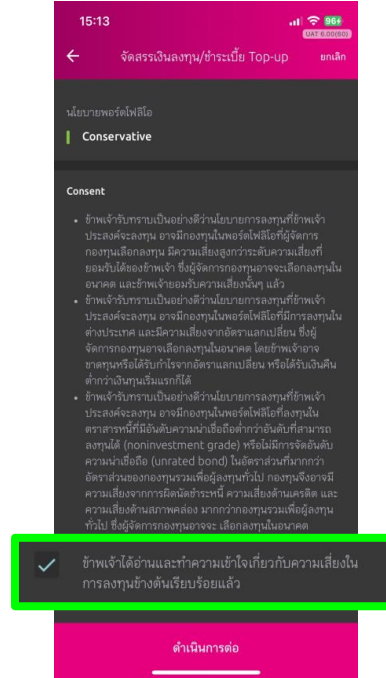 15:13
96
UAT 6.00(60)
จัดสรรเงินลงทุน/ชำระเบี้ย Top-up
ยกเลิก
นโยบายพอร์ตโฟลิโอ
Conservative
Consent
• ข้าพเจ้ารับทราบเป็นอย่างดีว่านโยบายการลงทุนที่ข้าพเจ้า
ประสงค์จะลงทุน อาจมีกองทุนในพอร์ตโฟลิโอที่ผู้จัดการ
กองทุนเลือกลงทุน มีความเสี่ยงสูงกว่าระดับความเสี่ยงที่
ยอมรับได้ของข้าพเจ้า ซึ่งผู้จัดการกองทุนอาจจะเลือกลงทุนใน
อนาคต และข้าพเจ้ายอมรับความเสี่ยงนั้นๆ แล้ว
• ข้าพเจ้ารับทราบเป็นอย่างดีว่านโยบายการลงทุนที่ข้าพเจ้า
ประสงค์จะลงทุน อาจมีกองทุนในพอร์ตโฟลิโอที่มีการลงทุนใน
ต่างประเทศ และมีความเสี่ยงจากอัตราแลกเปลี่ยน ซึ่งผู้
จัดการกองทุนอาจเลือกลงทุนในอนาคต โดยข้าพเจ้าอาจ
ขาดทุนหรือได้รับกำไรจากอัตราแลกเปลี่ยน หรือได้รับเงินคืน
ต่ำกว่าเงินทุนเริ่มแรกก็ได้
• ข้าพเจ้ารับทราบเป็นอย่างดีว่านโยบายการลงทุนที่ข้าพเจ้า
ประสงค์จะลงทุน อาจมีกองทุนในพอร์ตโฟลิโอที่ลงทุนใน
ตราสารหนี้ที่มีอันดับความน่าเชื่อถือต่ำกว่าอันดับที่สามารถ
ลงทุนได้ (noninvestment grade) หรือไม่มีการจัดอันดับ
ความน่าเชื่อถือ (unrated bond) ในอัตราส่วนที่มากกว่า
อัตราส่วนของกองทุนรวมเพื่อผู้ลงทุนทั่วไป กองทุนจึงอาจมี
ความเสี่ยงจากการผิดนัดชำระหนี้ ความเสี่ยงด้านเครดิต และ
ความเสี่ยงด้านสภาพคล่อง มากกว่ากองทุนรวมเพื่อผู้ลงทุน
ทั่วไป ซึ่งผู้จัดการกองทุนอาจจะ เลือกลงทุนในอนาคต
ข้าพเจ้าได้อ่านและทำความเข้าใจเกี่ยวกับความเสี่ยงใน
การลงทุนข้างต้นเรียบร้อยแล้ว
ดำเนินการต่อ